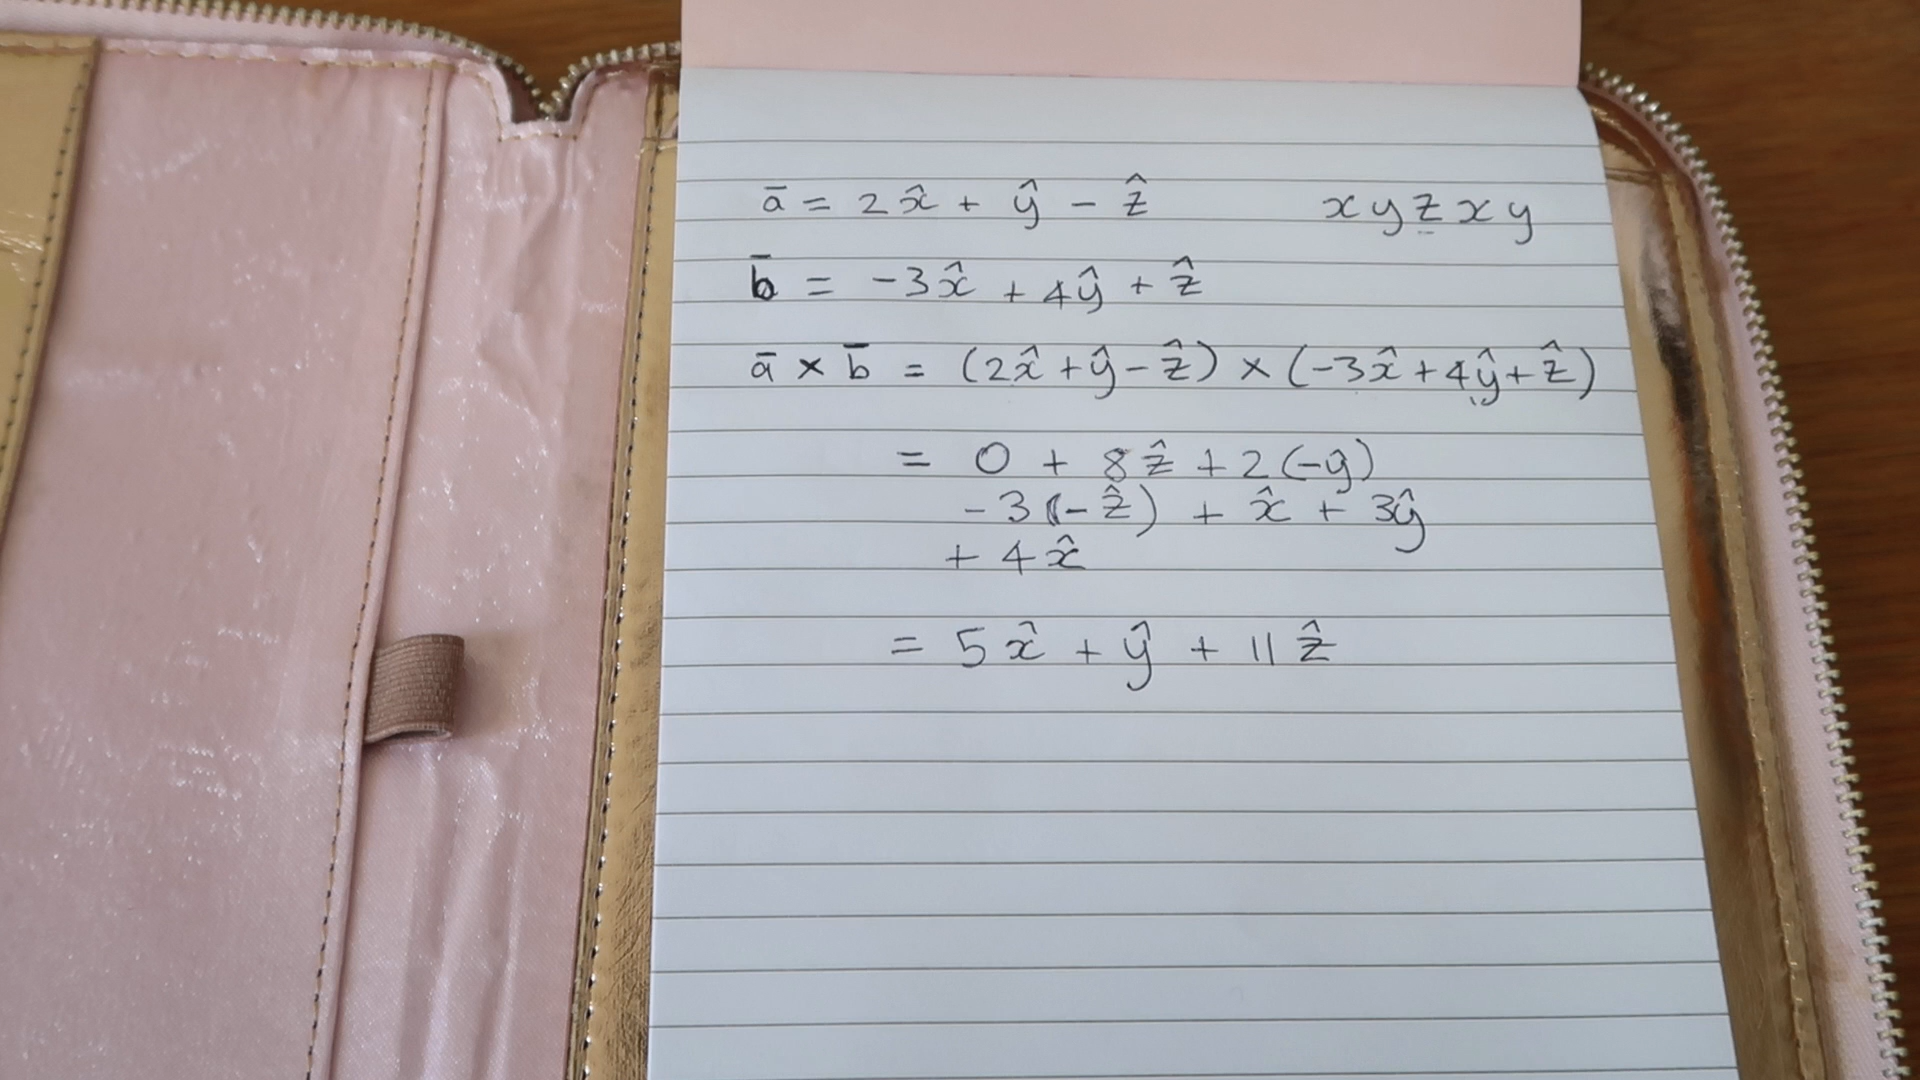 a̅ = 2x̂ + ŷ - ẑ x y z x y
b̅ = -3x̂ + 4ŷ + ẑ
a̅ × b̅ = (2x̂ + ŷ - ẑ) × (-3x̂ + 4ŷ + ẑ)
= 0 + 8ẑ + 2(-ŷ)
-3(-ẑ) + x̂ + 3ŷ
+ 4x̂
= 5x̂ + ŷ + 11ẑ